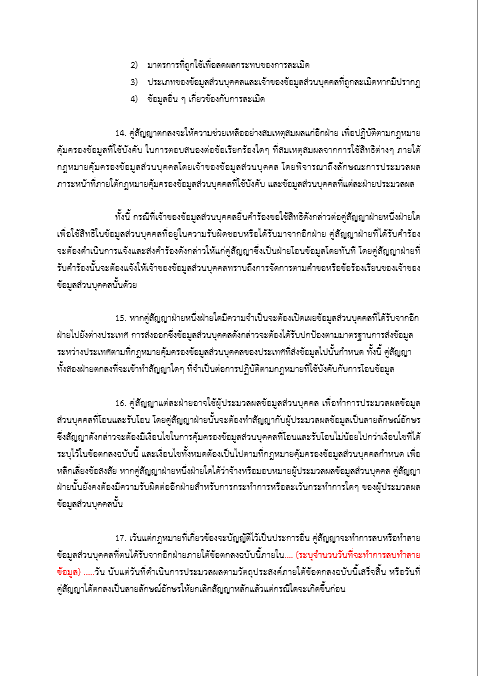 2) มาตรการที่ถูกใช้เพื่อลดผลกระทบของการละเมิด
3) ประเภทของข้อมูลส่วนบุคคลและเจ้าของข้อมูลส่วนบุคคลที่ถูกละเมิดหากมีปรากฏ
4) ข้อมูลอื่น ๆ เกี่ยวข้องกับการละเมิด
14. คู่สัญญาตกลงจะให้ความช่วยเหลืออย่างสมเหตุสมผลแก่อีกฝ่าย เพื่อปฏิบัติตามกฎหมาย
คุ้มครองข้อมูลที่ใช้บังคับ ในการตอบสนองต่อข้อเรียกร้องใดๆ ที่สมเหตุสมผลจากการใช้สิทธิต่างๆ ภายใต้
กฎหมายคุ้มครองข้อมูลส่วนบุคคลโดยเจ้าของข้อมูลส่วนบุคคล โดยพิจารณาถึงลักษณะการประมวลผล
ภาระหน้าที่ภายใต้กฎหมายคุ้มครองข้อมูลส่วนบุคคลที่ใช้บังคับ และข้อมูลส่วนบุคคลที่แต่ละฝ่ายประมวลผล
ทั้งนี้ กรณีที่เจ้าของข้อมูลส่วนบุคคลยื่นคำร้องขอใช้สิทธิดังกล่าวต่อคู่สัญญาฝ่ายหนึ่งฝ่ายใด
เพื่อใช้สิทธิในข้อมูลส่วนบุคคลที่อยู่ในความรับผิดชอบหรือได้รับมาจากอีกฝ่าย คู่สัญญาฝ่ายที่ได้รับคำร้อง
จะต้องดำเนินการแจ้งและส่งคำร้องดังกล่าวให้แก่คู่สัญญาซึ่งเป็นฝ่ายโอนข้อมูลโดยทันที โดยคู่สัญญาฝ่ายที่
รับคำร้องนั้นจะต้องแจ้งให้เจ้าของข้อมูลส่วนบุคคลทราบถึงการจัดการตามคำขอหรือข้อร้องเรียนของเจ้าของ
ข้อมูลส่วนบุคคลนั้นด้วย
15. หากคู่สัญญาฝ่ายหนึ่งฝ่ายใดมีความจำเป็นจะต้องเปิดเผยข้อมูลส่วนบุคคลที่ได้รับจากอีก
ฝ่ายไปยังต่างประเทศ การส่งออกซึ่งข้อมูลส่วนบุคคลดังกล่าวจะต้องได้รับปกป้องตามมาตรฐานการส่งข้อมูล
ระหว่างประเทศตามที่กฎหมายคุ้มครองข้อมูลส่วนบุคคลของประเทศที่ส่งข้อมูลไปนั้นกำหนด ทั้งนี้ คู่สัญญา
ทั้งสองฝ่ายตกลงที่จะเข้าทำสัญญาใดๆ ที่จำเป็นต่อการปฏิบัติตามกฎหมายที่ใช้บังคับกับการโอนข้อมูล
16. คู่สัญญาแต่ละฝ่ายอาจใช้ผู้ประมวลผลข้อมูลส่วนบุคคล เพื่อทำการประมวลผลข้อมูล
ส่วนบุคคลที่โอนและรับโอน โดยคู่สัญญาฝ่ายนั้นจะต้องทำสัญญากับผู้ประมวลผลข้อมูลเป็นลายลักษณ์อักษร
ซึ่งสัญญาดังกล่าวจะต้องมีเงื่อนไขในการคุ้มครองข้อมูลส่วนบุคคลที่โอนและรับโอนไม่น้อยไปกว่าเงื่อนไขที่ได้
ระบุไว้ในข้อตกลงฉบับนี้ และเงื่อนไขทั้งหมดต้องเป็นไปตามที่กฎหมายคุ้มครองข้อมูลส่วนบุคคลกำหนด เพื่อ
หลีกเลี่ยงข้อสงสัย หากคู่สัญญาฝ่ายหนึ่งฝ่ายใดได้ว่าจ้างหรือมอบหมายผู้ประมวลผลข้อมูลส่วนบุคคล คู่สัญญา
ฝ่ายนั้นยังคงต้องมีความรับผิดต่ออีกฝ่ายสำหรับการกระทำการหรือละเว้นกระทำการใดๆ ของผู้ประมวลผล
ข้อมูลส่วนบุคคลนั้น
17. เว้นแต่กฎหมายที่เกี่ยวข้องจะบัญญัติไว้เป็นประการอื่น คู่สัญญาจะทำการลบหรือทำลาย
ข้อมูลส่วนบุคคลที่ตนได้รับจากอีกฝ่ายภายใต้ข้อตกลงฉบับนี้ภายใน.... (ระบุจำนวนวันที่จะทำการลบทำลาย
ข้อมูล) .....วัน นับแต่วันที่ดำเนินการประมวลผลตามวัตถุประสงค์ภายใต้ข้อตกลงฉบับนี้เสร็จสิ้น หรือวันที่
คู่สัญญาได้ตกลงเป็นลายลักษณ์อักษรให้ยกเลิกสัญญาหลักแล้วแต่กรณีใดจะเกิดขึ้นก่อน